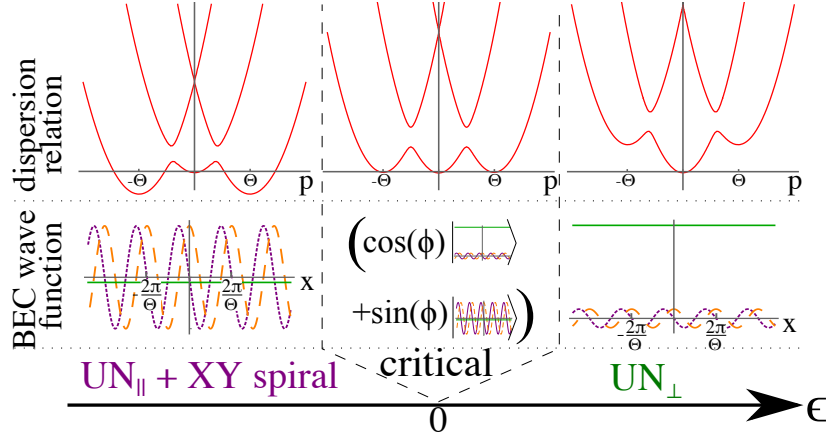 dispersion relation
-Θ Θ p
-Θ Θ p
-Θ Θ p
BEC wave function
-2π/Θ 2π/Θ x
(cos(ϕ)| ⟩
+sin(ϕ)| ⟩)
-2π/Θ 2π/Θ x
UN∥ + XY spiral
critical
UN⊥
0
ϵ